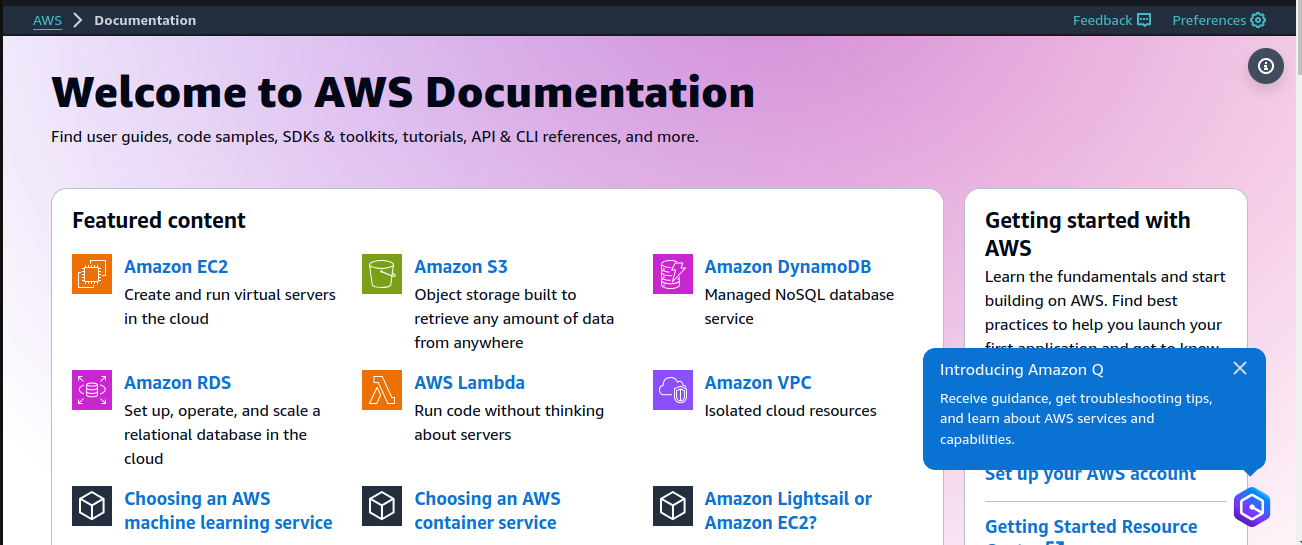 AWS > Documentation
Feedback
Preferences
Welcome to AWS Documentation
Find user guides, code samples, SDKs & toolkits, tutorials, API & CLI references, and more.
Featured content
Amazon EC2
Create and run virtual servers
in the cloud
Amazon S3
Object storage built to
retrieve any amount of data
from anywhere
Amazon DynamoDB
Managed NoSQL database
service
Amazon RDS
Set up, operate, and scale a
relational database in the
cloud
AWS Lambda
Run code without thinking
about servers
Amazon VPC
Isolated cloud resources
Choosing an AWS
machine learning service
Choosing an AWS
container service
Amazon Lightsail or
Amazon EC2?
Getting started with
AWS
Learn the fundamentals and start
building on AWS. Find best
practices to help you launch your
first application and get to know
Introducing Amazon Q
Receive guidance, get troubleshooting tips,
and learn about AWS services and
capabilities.
Set up your AWS account
Getting Started Resource